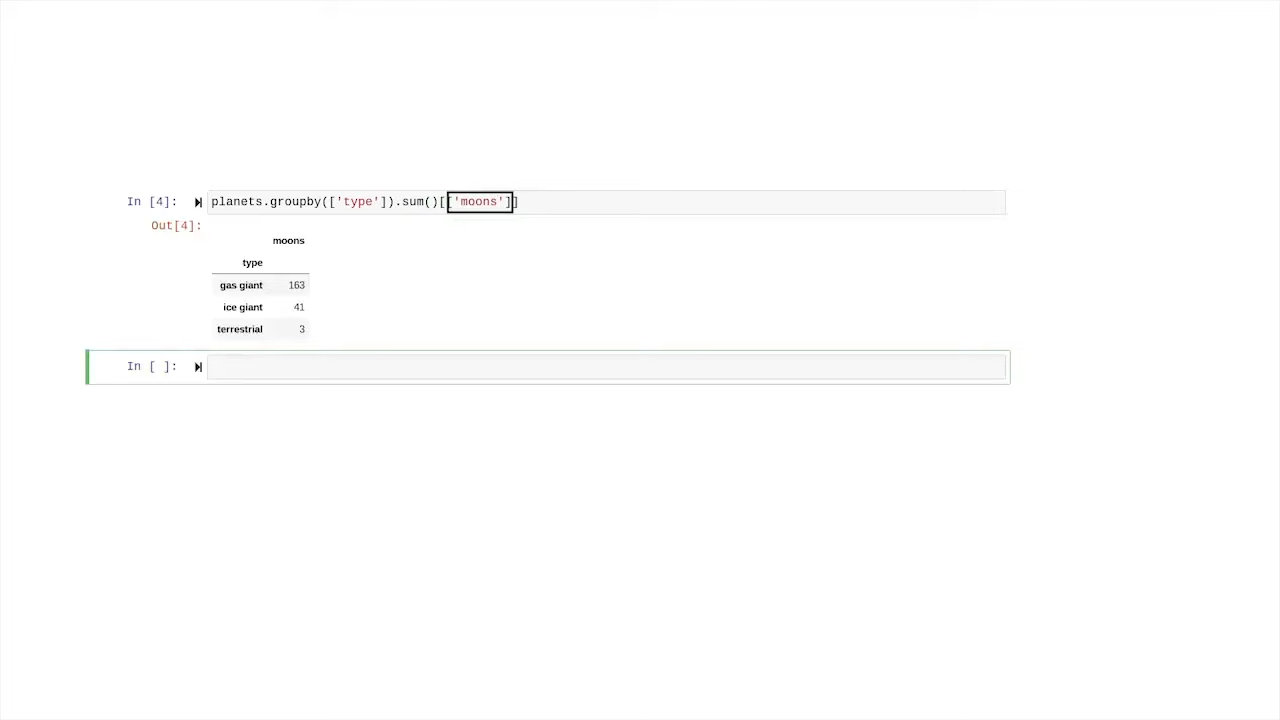 In [4]: planets.groupby(['type']).sum()[['moons']]
Out[4]:
moons
type
gas giant 163
ice giant 41
terrestrial 3
In [ ]: